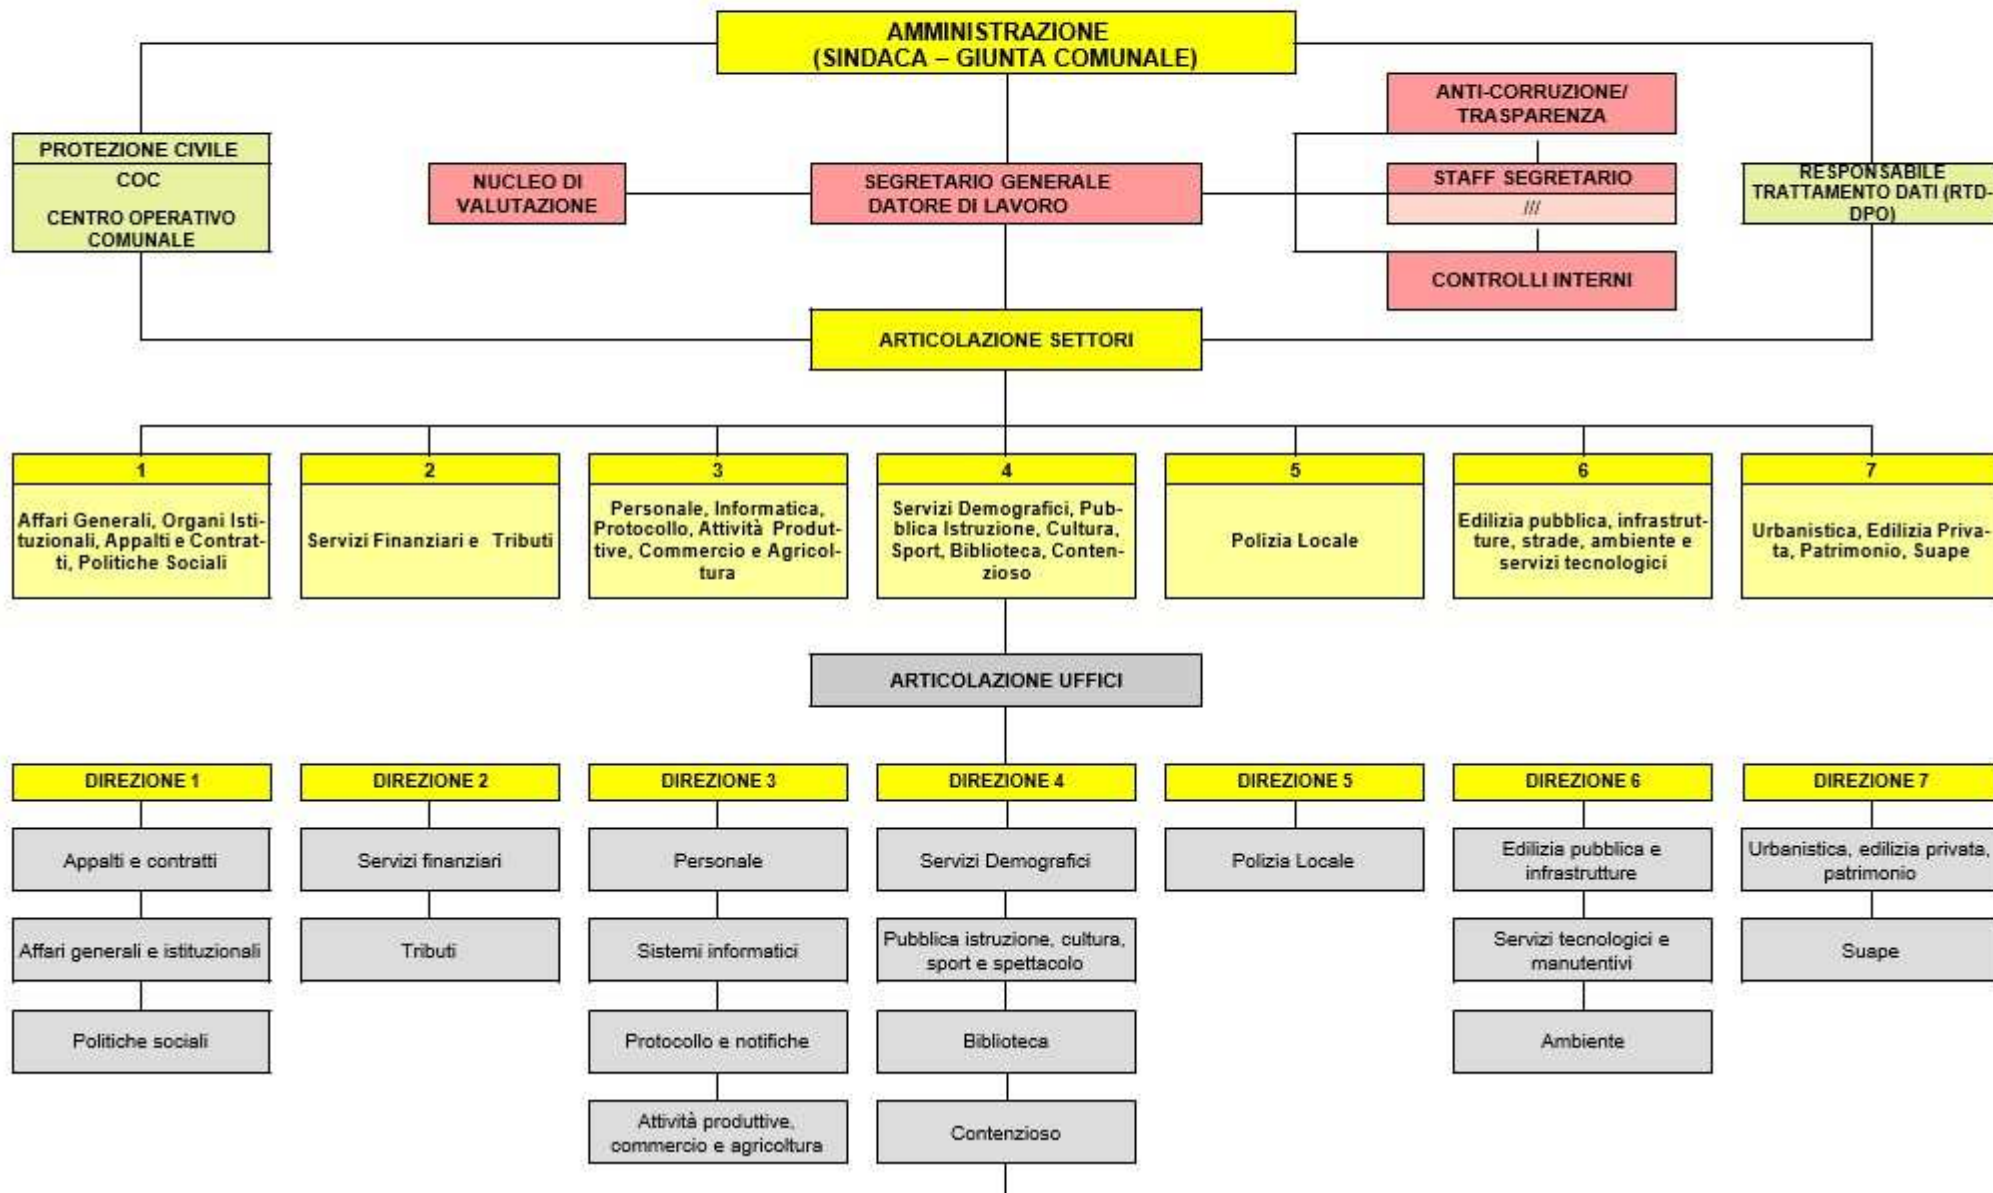 AMMINISTRAZIONE
(SINDACA – GIUNTA COMUNALE)
ANTI-CORRUZIONE/
TRASPARENZA
PROTEZIONE CIVILE
COC
CENTRO OPERATIVO
COMUNALE
NUCLEO DI
VALUTAZIONE
SEGRETARIO GENERALE
DATORE DI LAVORO
STAFF SEGRETARIO
///
RESPONSABILE
TRATTAMENTO DATI (RTD-
DPO)
CONTROLLI INTERNI
ARTICOLAZIONE SETTORI
1
Affari Generali, Organi Isti-
tuzionali, Appalti e Contrat-
ti, Politiche Sociali
2
Servizi Finanziari e Tributi
3
Personale, Informatica,
Protocollo, Attività Produt-
tive, Commercio e Agricol-
tura
4
Servizi Demografici, Pub-
blica Istruzione, Cultura,
Sport, Biblioteca, Conten-
zioso
5
Polizia Locale
6
Edilizia pubblica, infrastrut-
ture, strade, ambiente e
servizi tecnologici
7
Urbanistica, Edilizia Priva-
ta, Patrimonio, Suape
ARTICOLAZIONE UFFICI
DIREZIONE 1
Appalti e contratti
Affari generali e istituzionali
Politiche sociali
DIREZIONE 2
Servizi finanziari
Tributi
DIREZIONE 3
Personale
Sistemi informatici
Protocollo e notifiche
Attività produttive,
commercio e agricoltura
DIREZIONE 4
Servizi Demografici
Pubblica istruzione, cultura,
sport e spettacolo
Biblioteca
Contenzioso
DIREZIONE 5
Polizia Locale
DIREZIONE 6
Edilizia pubblica e
infrastrutture
Servizi tecnologici e
manutentivi
Ambiente
DIREZIONE 7
Urbanistica, edilizia privata,
patrimonio
Suape